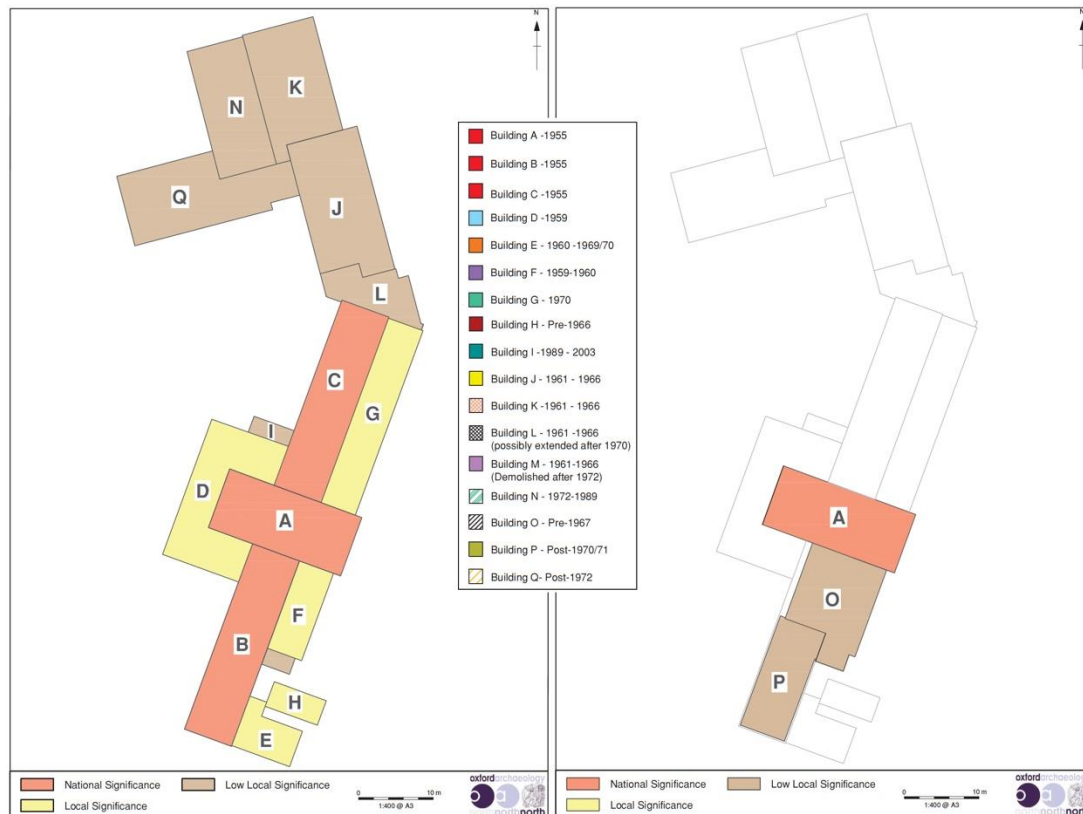 N
K
N
Q
J
L
C
G
I
D
A
F
B
H
E
National Significance
Low Local Significance
Local Significance
1:400 @ A3
10 m
oxfordarchaeology
north
Building A -1955
Building B -1955
Building C -1955
Building D -1959
Building E - 1960 -1969/70
Building F - 1959-1960
Building G - 1970
Building H - Pre-1966
Building I -1989 - 2003
Building J - 1961 - 1966
Building K -1961 - 1966
Building L - 1961 -1966
(possibly extended after 1970)
Building M - 1961-1966
(Demolished after 1972)
Building N - 1972-1989
Building O - Pre-1967
Building P - Post-1970/71
Building Q- Post-1972
N
A
O
P
National Significance
Low Local Significance
Local Significance
1:400 @ A3
10 m
oxfordarchaeology
north